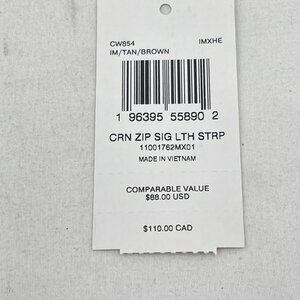 CW854 IMXHE
IM/TAN/BROWN
1 96395 55890 2
CRN ZIP SIG LTH STRP
11001762MX01
MADE IN VIETNAM
COMPARABLE VALUE
$88.00 USD
$110.00 CAD